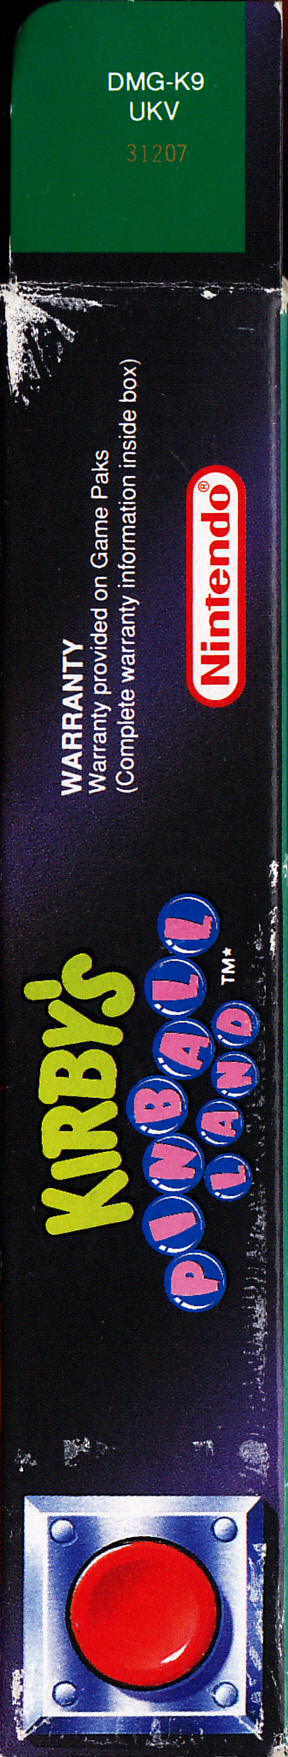 DMG-K9
UKV
31207
WARRANTY
Warranty provided on Game Paks
(Complete warranty information inside box)
Nintendo®
KIRBY'S
PINBALL
LAND
TM*